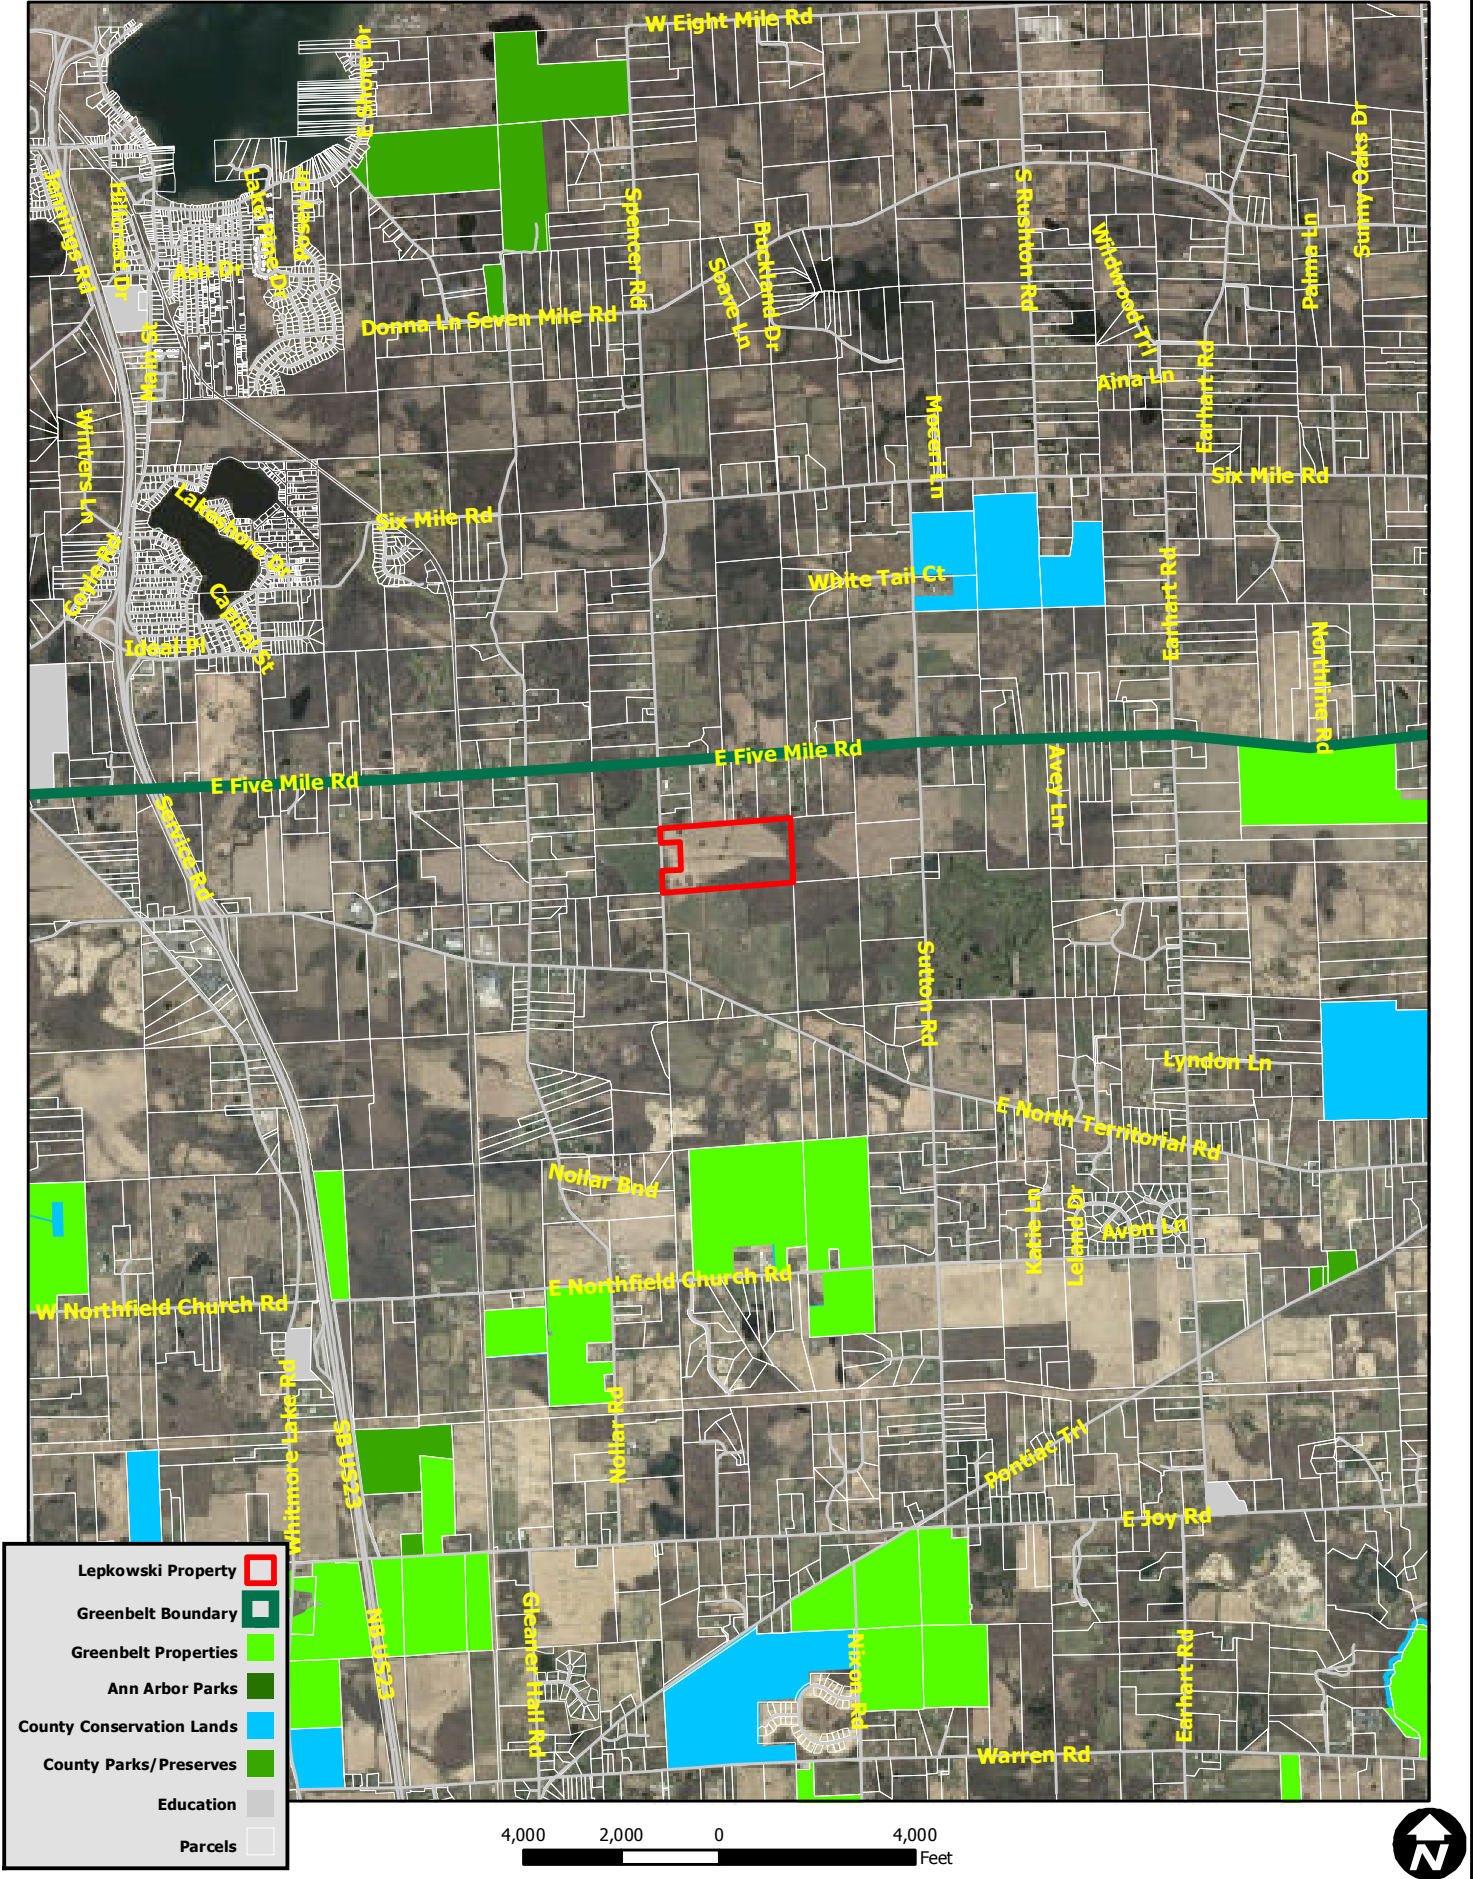 W Eight Mile Rd
E Shore Dr
Jennings Rd
Hillcrest Dr
Lake Pine Dr
Posey Dr
Ash Dr
Main St
Spencer Rd
Donna Ln
Seven Mile Rd
Soave Ln
Buckland Dr
S Rushton Rd
Wildwood Trl
Palma Ln
Sunny Oaks Dr
Aina Ln
Earhart Rd
Winters Ln
Moceri Ln
Six Mile Rd
Lakeshore Dr
Six Mile Rd
Coyle Rd
Capital St
White Tail Ct
Earhart Rd
Ideal Pl
Northline Rd
E Five Mile Rd
E Five Mile Rd
Avey Ln
Service Rd
Sutton Rd
Lyndon Ln
E North Territorial Rd
Nollar Bnd
Katie Ln
Leland Dr
Avon Ln
E Northfield Church Rd
W Northfield Church Rd
Whitmore Lake Rd
SB US23
Nollar Rd
Pontiac Trl
E Joy Rd
NB US23
Gleaner Hall Rd
Nixon Rd
Earhart Rd
Warren Rd
Lepkowski Property
Greenbelt Boundary
Greenbelt Properties
Ann Arbor Parks
County Conservation Lands
County Parks/Preserves
Education
Parcels
4,000 2,000 0 4,000
Feet
N